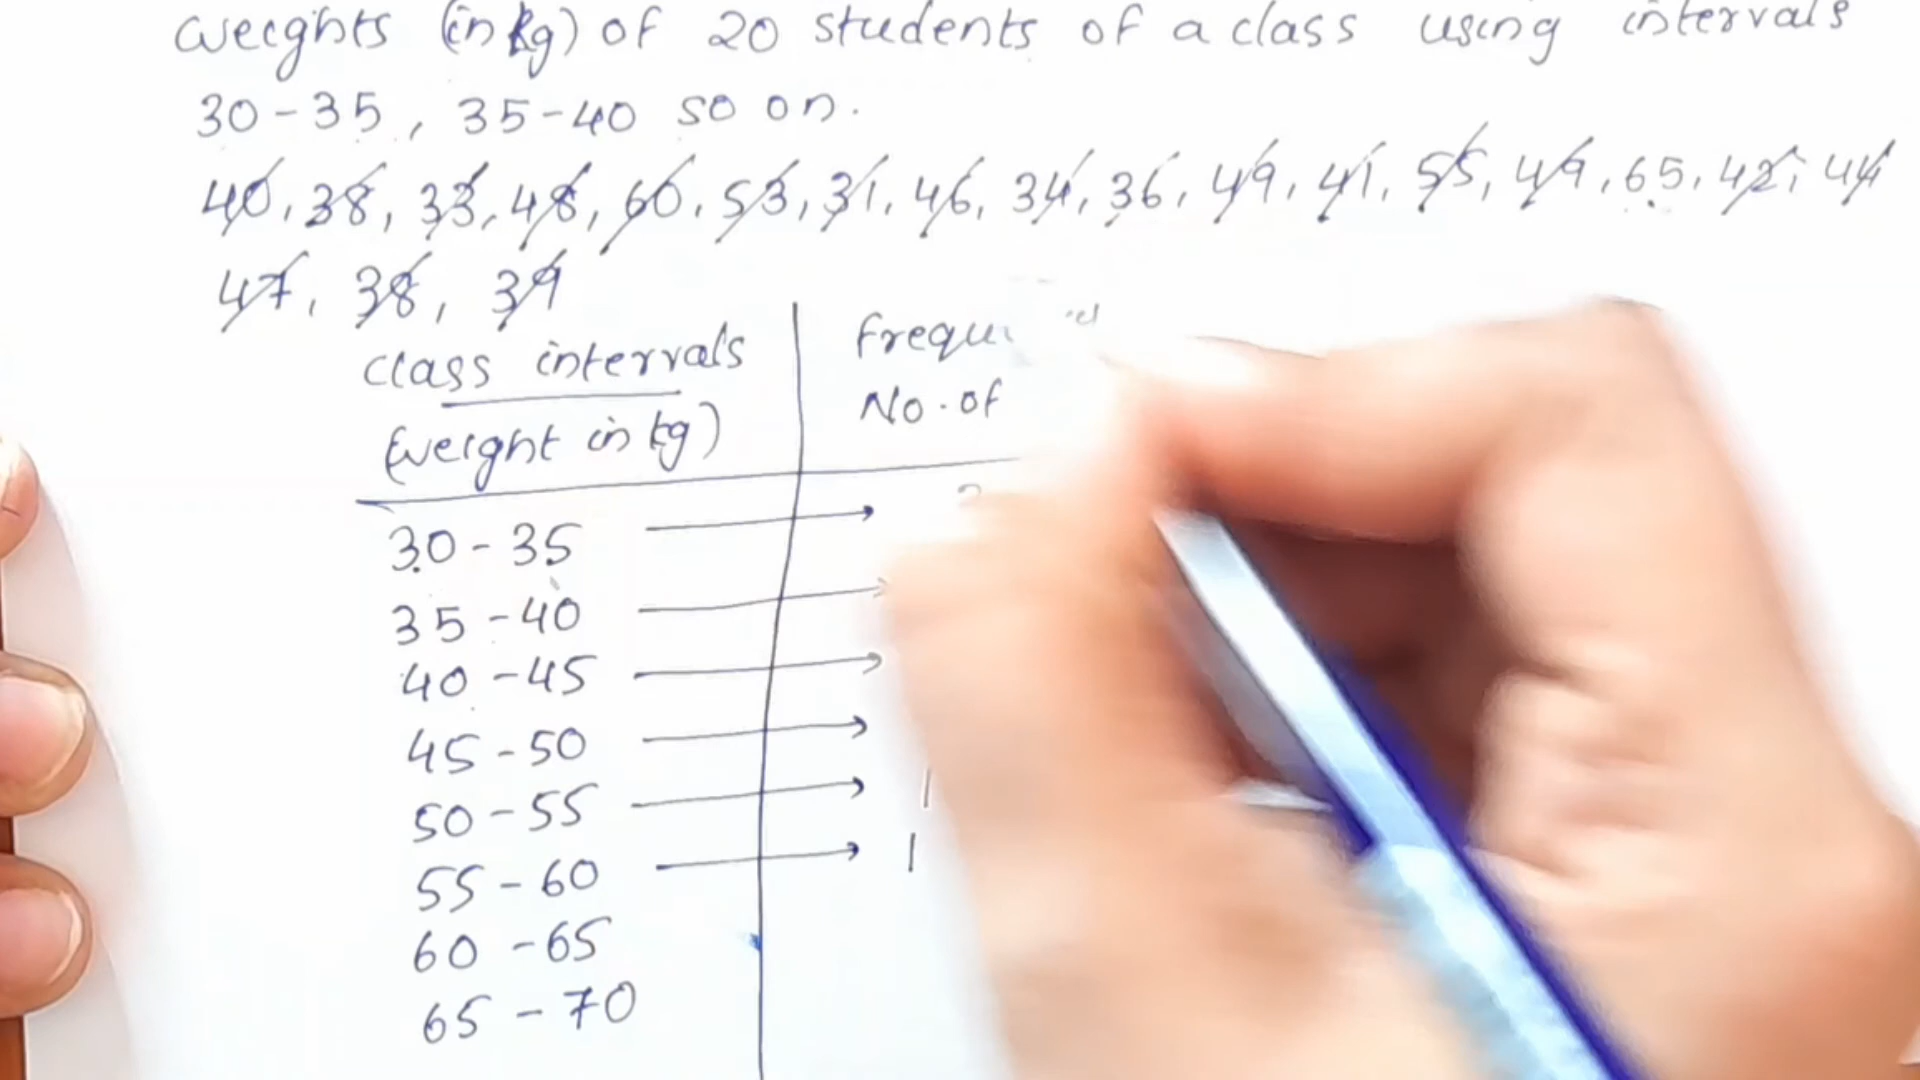 weights (in kg) of 20 students of a class using intervals
30-35, 35-40 so on.
40, 38, 33, 48, 60, 53, 31, 46, 34, 36, 49, 41, 55, 49, 65, 42, 44
47, 38, 39
class intervals
(weight in kg)
No. of
30-35
35-40
40-45
45-50
50-55
55-60 1
60-65
65-70